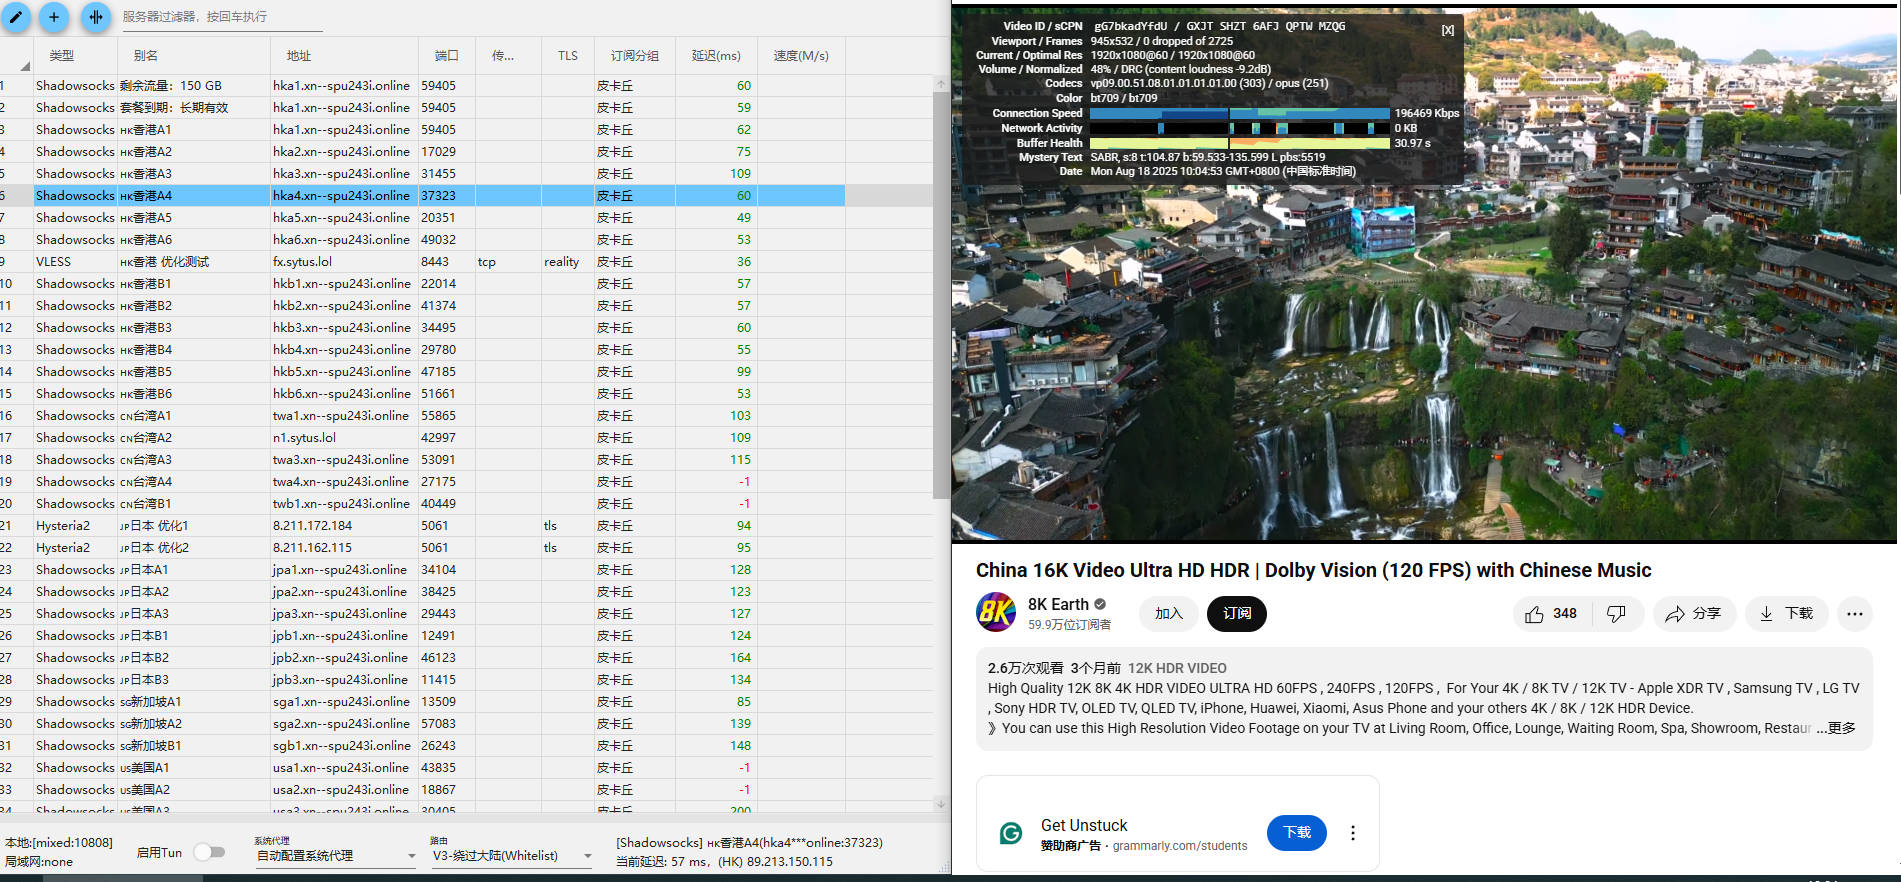 服务器过滤器，按回车执行
类型 别名 地址 端口 传... TLS 订阅分组 延迟(ms) 速度(M/s)
1 Shadowsocks 剩余流量：150 GB hka1.xn--spu243i.online 59405 皮卡丘 60
2 Shadowsocks 套餐到期：长期有效 hka1.xn--spu243i.online 59405 皮卡丘 59
3 Shadowsocks HK香港A1 hka1.xn--spu243i.online 59405 皮卡丘 62
4 Shadowsocks HK香港A2 hka2.xn--spu243i.online 17029 皮卡丘 75
5 Shadowsocks HK香港A3 hka3.xn--spu243i.online 31455 皮卡丘 109
6 Shadowsocks HK香港A4 hka4.xn--spu243i.online 37323 皮卡丘 60
7 Shadowsocks HK香港A5 hka5.xn--spu243i.online 20351 皮卡丘 49
8 Shadowsocks HK香港A6 hka6.xn--spu243i.online 49032 皮卡丘 53
9 VLESS HK香港 优化测试 fx.sytus.lol 8443 tcp reality 皮卡丘 36
10 Shadowsocks HK香港B1 hkb1.xn--spu243i.online 22014 皮卡丘 57
11 Shadowsocks HK香港B2 hkb2.xn--spu243i.online 41374 皮卡丘 57
12 Shadowsocks HK香港B3 hkb3.xn--spu243i.online 34495 皮卡丘 60
13 Shadowsocks HK香港B4 hkb4.xn--spu243i.online 29780 皮卡丘 55
14 Shadowsocks HK香港B5 hkb5.xn--spu243i.online 47185 皮卡丘 99
15 Shadowsocks HK香港B6 hkb6.xn--spu243i.online 51661 皮卡丘 53
16 Shadowsocks CN台湾A1 twa1.xn--spu243i.online 55865 皮卡丘 103
17 Shadowsocks CN台湾A2 n1.sytus.lol 42997 皮卡丘 109
18 Shadowsocks CN台湾A3 twa3.xn--spu243i.online 53091 皮卡丘 115
19 Shadowsocks CN台湾A4 twa4.xn--spu243i.online 27175 皮卡丘 -1
20 Shadowsocks CN台湾B1 twb1.xn--spu243i.online 40449 皮卡丘 -1
21 Hysteria2 JP日本 优化1 8.211.172.184 5061 tls 皮卡丘 94
22 Hysteria2 JP日本 优化2 8.211.162.115 5061 tls 皮卡丘 95
23 Shadowsocks JP日本A1 jpa1.xn--spu243i.online 34104 皮卡丘 128
24 Shadowsocks JP日本A2 jpa2.xn--spu243i.online 38425 皮卡丘 123
25 Shadowsocks JP日本A3 jpa3.xn--spu243i.online 29443 皮卡丘 127
26 Shadowsocks JP日本B1 jpb1.xn--spu243i.online 12491 皮卡丘 124
27 Shadowsocks JP日本B2 jpb2.xn--spu243i.online 46123 皮卡丘 164
28 Shadowsocks JP日本B3 jpb3.xn--spu243i.online 11415 皮卡丘 134
29 Shadowsocks SG新加坡A1 sga1.xn--spu243i.online 13509 皮卡丘 85
30 Shadowsocks SG新加坡A2 sga2.xn--spu243i.online 57083 皮卡丘 139
31 Shadowsocks SG新加坡B1 sgb1.xn--spu243i.online 26243 皮卡丘 148
32 Shadowsocks US美国A1 usa1.xn--spu243i.online 43835 皮卡丘 -1
33 Shadowsocks US美国A2 usa2.xn--spu243i.online 18867 皮卡丘 -1
34 Shadowsocks US美国A3 usa3.xn--spu243i.online 30405 皮卡丘 200
本地:[mixed:10808]
局域网:none
启用Tun
系统代理
自动配置系统代理
路由
V3-绕过大陆(Whitelist)
[Shadowsocks] HK香港A4(hka4***online:37323)
当前延迟: 57 ms，(HK) 89.213.150.115
Video ID / sCPN gG7bkadYfdU / GXJT SHZT 6AFJ QPTW MZQG
[X]
Viewport / Frames 945x532 / 0 dropped of 2725
Current / Optimal Res 1920x1080@60 / 1920x1080@60
Volume / Normalized 48% / DRC (content loudness -9.2dB)
Codecs vp09.00.51.08.01.01.01.01.00 (303) / opus (251)
Color bt709 / bt709
Connection Speed 196469 Kbps
Network Activity 0 KB
Buffer Health 30.97 s
Mystery Text SABR, s:8 t:104.87 b:59.533-135.599 L pbs:5519
Date Mon Aug 18 2025 10:04:53 GMT+0800 (中国标准时间)
China 16K Video Ultra HD HDR | Dolby Vision (120 FPS) with Chinese Music
8K
8K Earth
59.9万位订阅者
加入
订阅
348
分享
下载
2.6万次观看 3个月前 12K HDR VIDEO
High Quality 12K 8K 4K HDR VIDEO ULTRA HD 60FPS , 240FPS , 120FPS , For Your 4K / 8K TV / 12K TV - Apple XDR TV , Samsung TV , LG TV
, Sony HDR TV, OLED TV, QLED TV, iPhone, Huawei, Xiaomi, Asus Phone and your others 4K / 8K / 12K HDR Device.
》You can use this High Resolution Video Footage on your TV at Living Room, Office, Lounge, Waiting Room, Spa, Showroom, Restaur ...更多
Get Unstuck
赞助商广告 · grammarly.com/students
下载